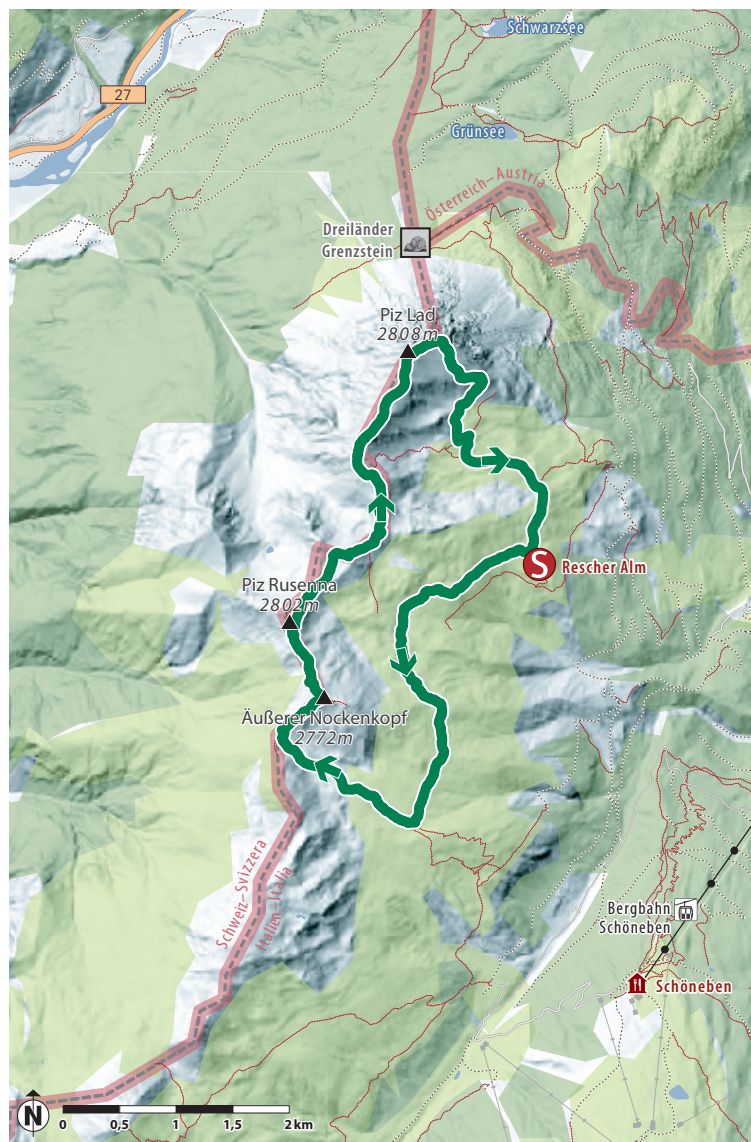 Schwarzsee
27
Grünsee
Österreich–Austria
Dreiländer
Grenzstein
Piz Lad
2808m
S
Rescher Alm
Piz Rusenna
2802m
Äußerer Nockenkopf
2772m
Schweiz–Svizzera
Italien–Italia
Bergbahn
Schöneben
Schöneben
N
0 0,5 1 1,5 2 km